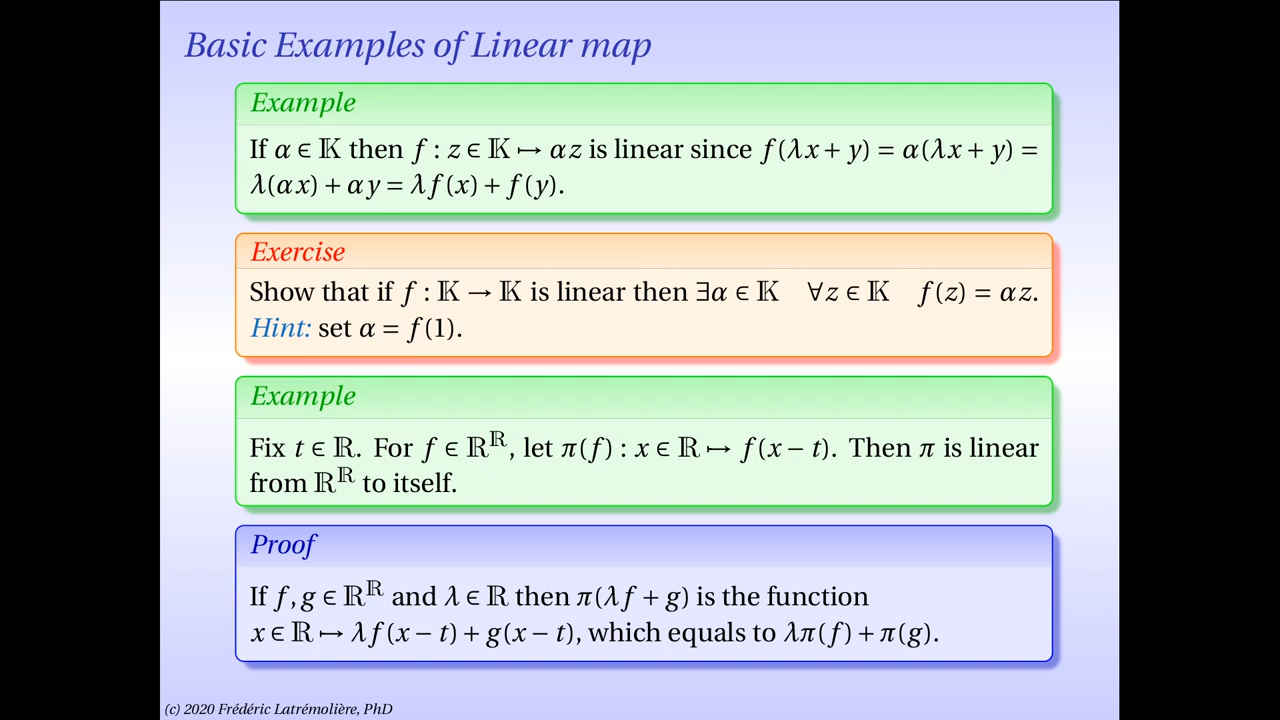 Basic Examples of Linear map
Example
If α ∈ 𝕂 then f : z ∈ 𝕂 ↦ αz is linear since f(λx + y) = α(λx + y) =
λ(αx) + αy = λf(x) + f(y).
Exercise
Show that if f : 𝕂 → 𝕂 is linear then ∃α ∈ 𝕂 ∀z ∈ 𝕂 f(z) = αz.
Hint: set α = f(1).
Example
Fix t ∈ ℝ. For f ∈ ℝ^ℝ, let π(f) : x ∈ ℝ ↦ f(x − t). Then π is linear
from ℝ^ℝ to itself.
Proof
If f, g ∈ ℝ^ℝ and λ ∈ ℝ then π(λf + g) is the function
x ∈ ℝ ↦ λf(x − t) + g(x − t), which equals to λπ(f) + π(g).
(c) 2020 Frédéric Latrémolière, PhD